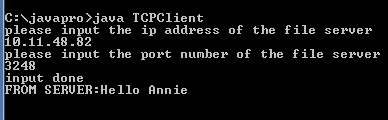 C:\javapro>java TCPClient
please input the ip address of the file server
10.11.48.82
please input the port number of the file server
3248
input done
FROM SERVER:Hello Annie